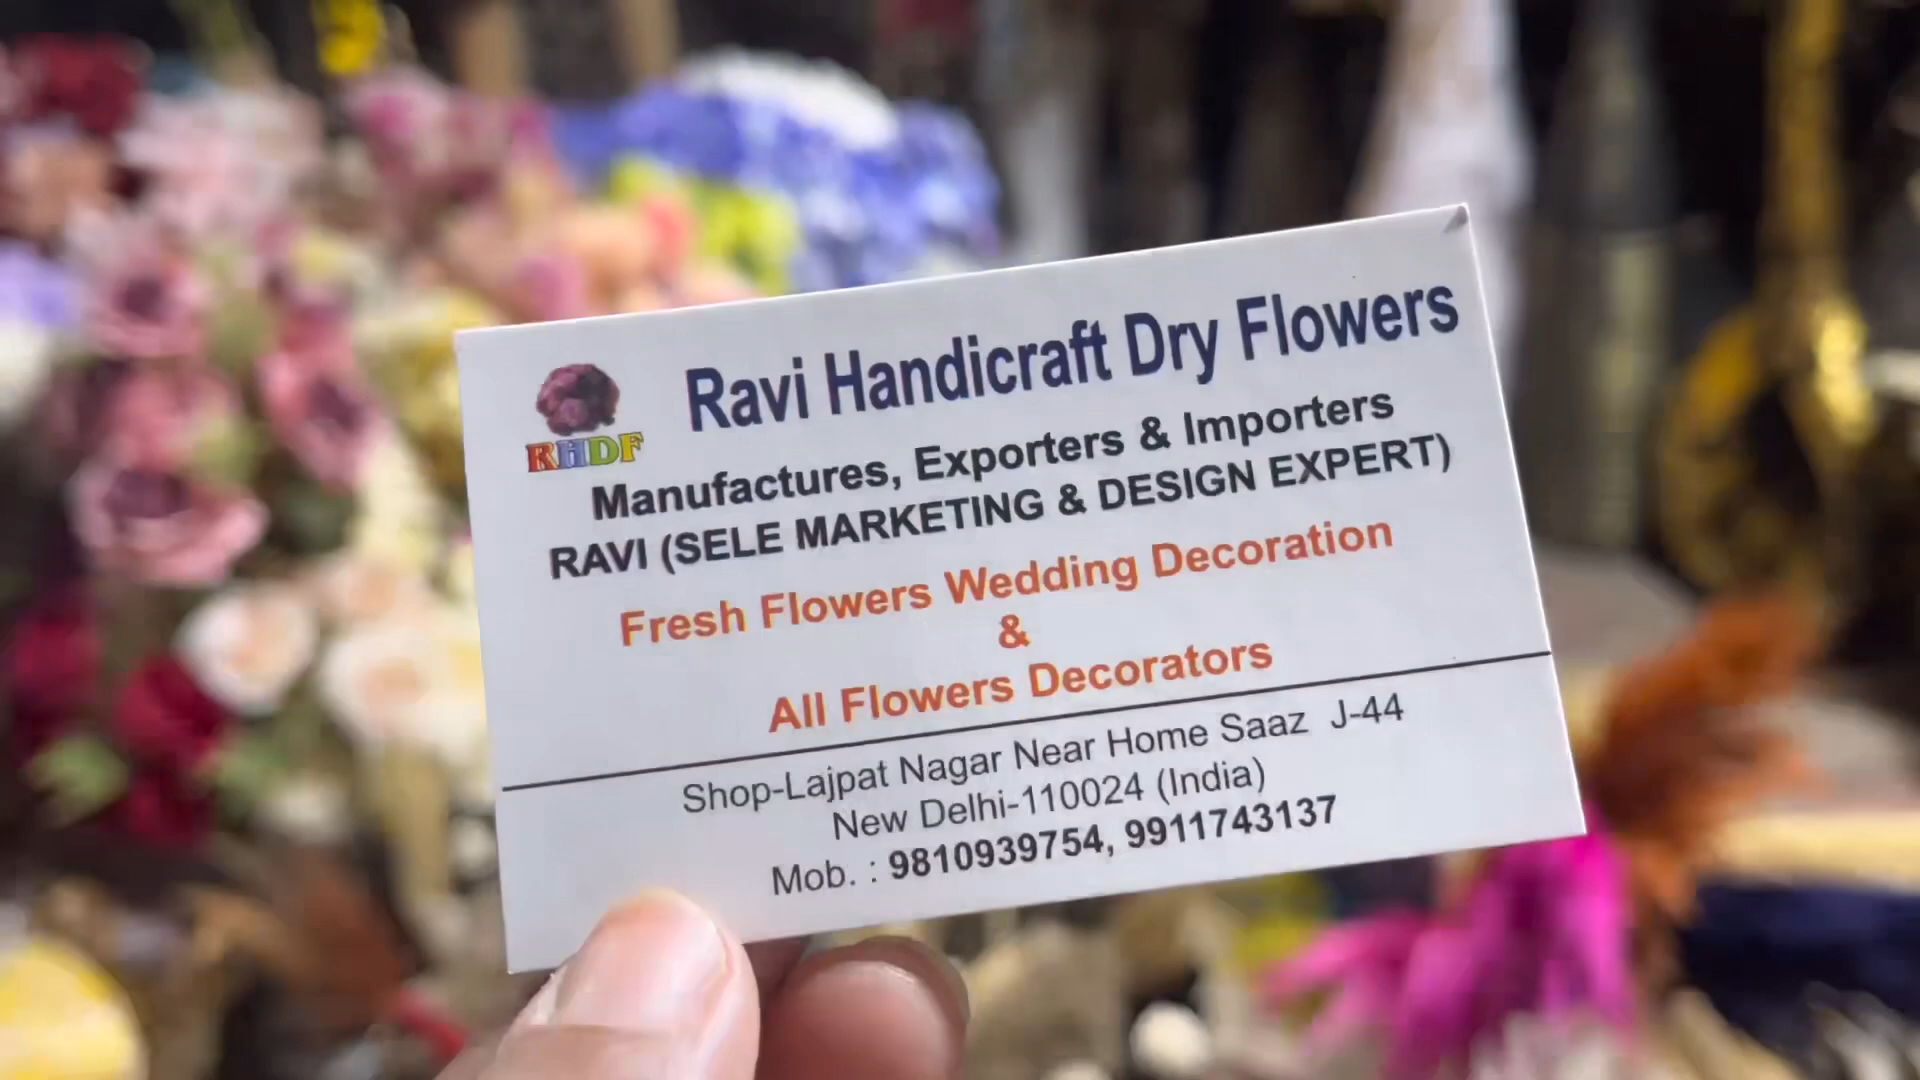 Ravi Handicraft Dry Flowers
RHDF
Manufactures, Exporters & Importers
RAVI (SELE MARKETING & DESIGN EXPERT)
Fresh Flowers Wedding Decoration
&
All Flowers Decorators
Shop-Lajpat Nagar Near Home Saaz J-44
New Delhi-110024 (India)
Mob. : 9810939754, 9911743137